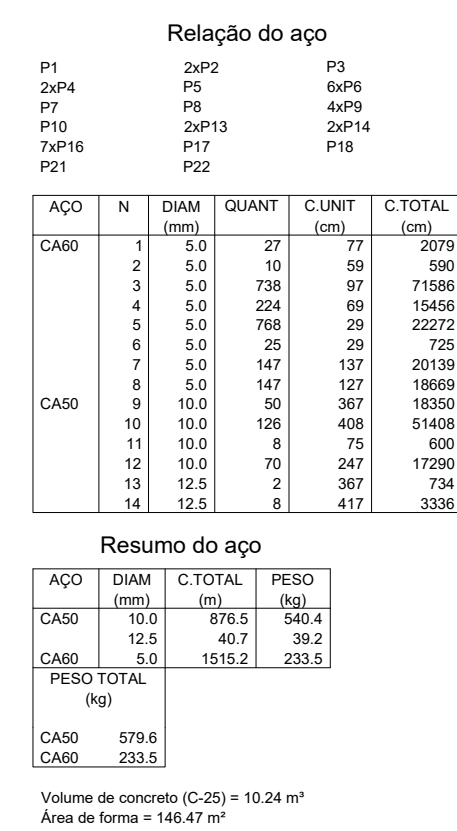 Relação do aço
P1 2xP2 P3
2xP4 P5 6xP6
P7 P8 4xP9
P10 2xP13 2xP14
7xP16 P17 P18
P21 P22
AÇO N DIAM QUANT C.UNIT C.TOTAL
(mm) (cm) (cm)
CA60 1 5.0 27 77 2079
2 5.0 10 59 590
3 5.0 738 97 71586
4 5.0 224 69 15456
5 5.0 768 29 22272
6 5.0 25 29 725
7 5.0 147 137 20139
8 5.0 147 127 18669
CA50 9 10.0 50 367 18350
10 10.0 126 408 51408
11 10.0 8 75 600
12 10.0 70 247 17290
13 12.5 2 367 734
14 12.5 8 417 3336
Resumo do aço
AÇO DIAM C.TOTAL PESO
(mm) (m) (kg)
CA50 10.0 876.5 540.4
12.5 40.7 39.2
CA60 5.0 1515.2 233.5
PESO TOTAL
(kg)
CA50 579.6
CA60 233.5
Volume de concreto (C-25) = 10.24 m³
Área de forma = 146.47 m²